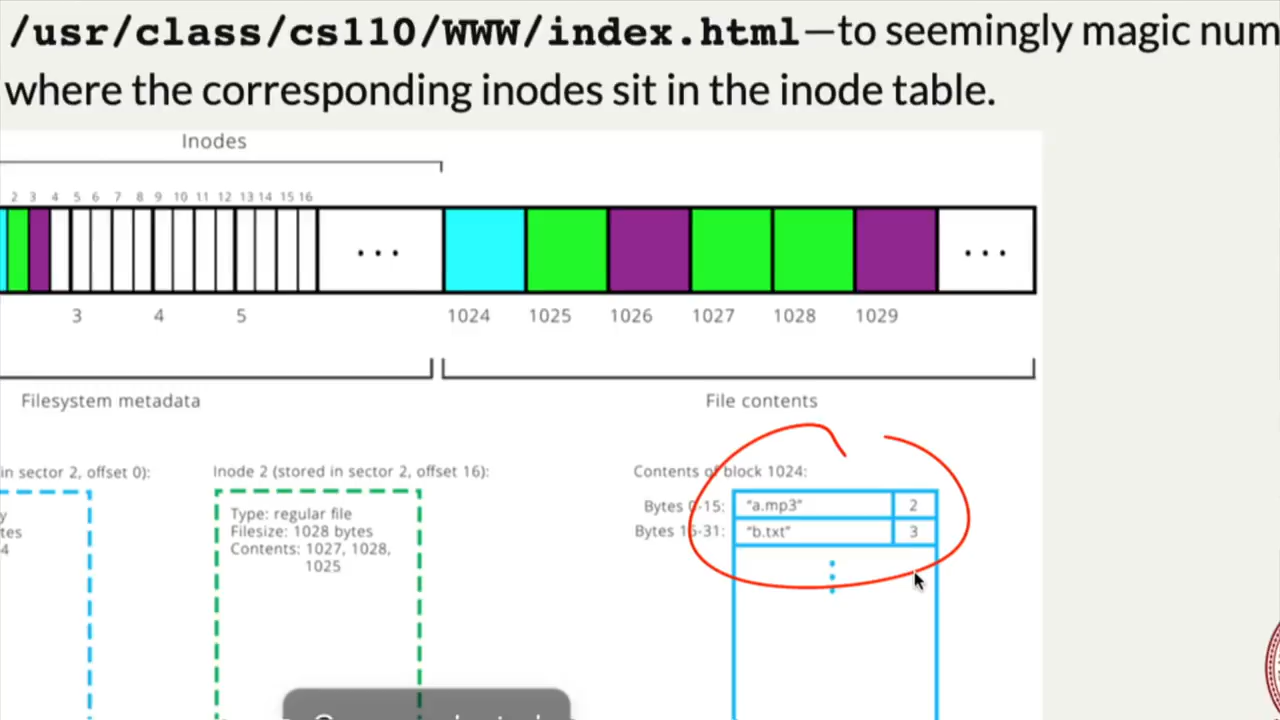 /usr/class/cs110/WWW/index.html—to seemingly magic num
where the corresponding inodes sit in the inode table.
Inodes
2 3 4 5 6 7 8 9 10 11 12 13 14 15 16
...
...
3 4 5 1024 1025 1026 1027 1028 1029
Filesystem metadata
File contents
in sector 2, offset 0):
Inode 2 (stored in sector 2, offset 16):
Contents of block 1024:
y
tes
4
Type: regular file
Filesize: 1028 bytes
Contents: 1027, 1028,
1025
Bytes 0-15: "a.mp3" 2
Bytes 16-31: "b.txt" 3